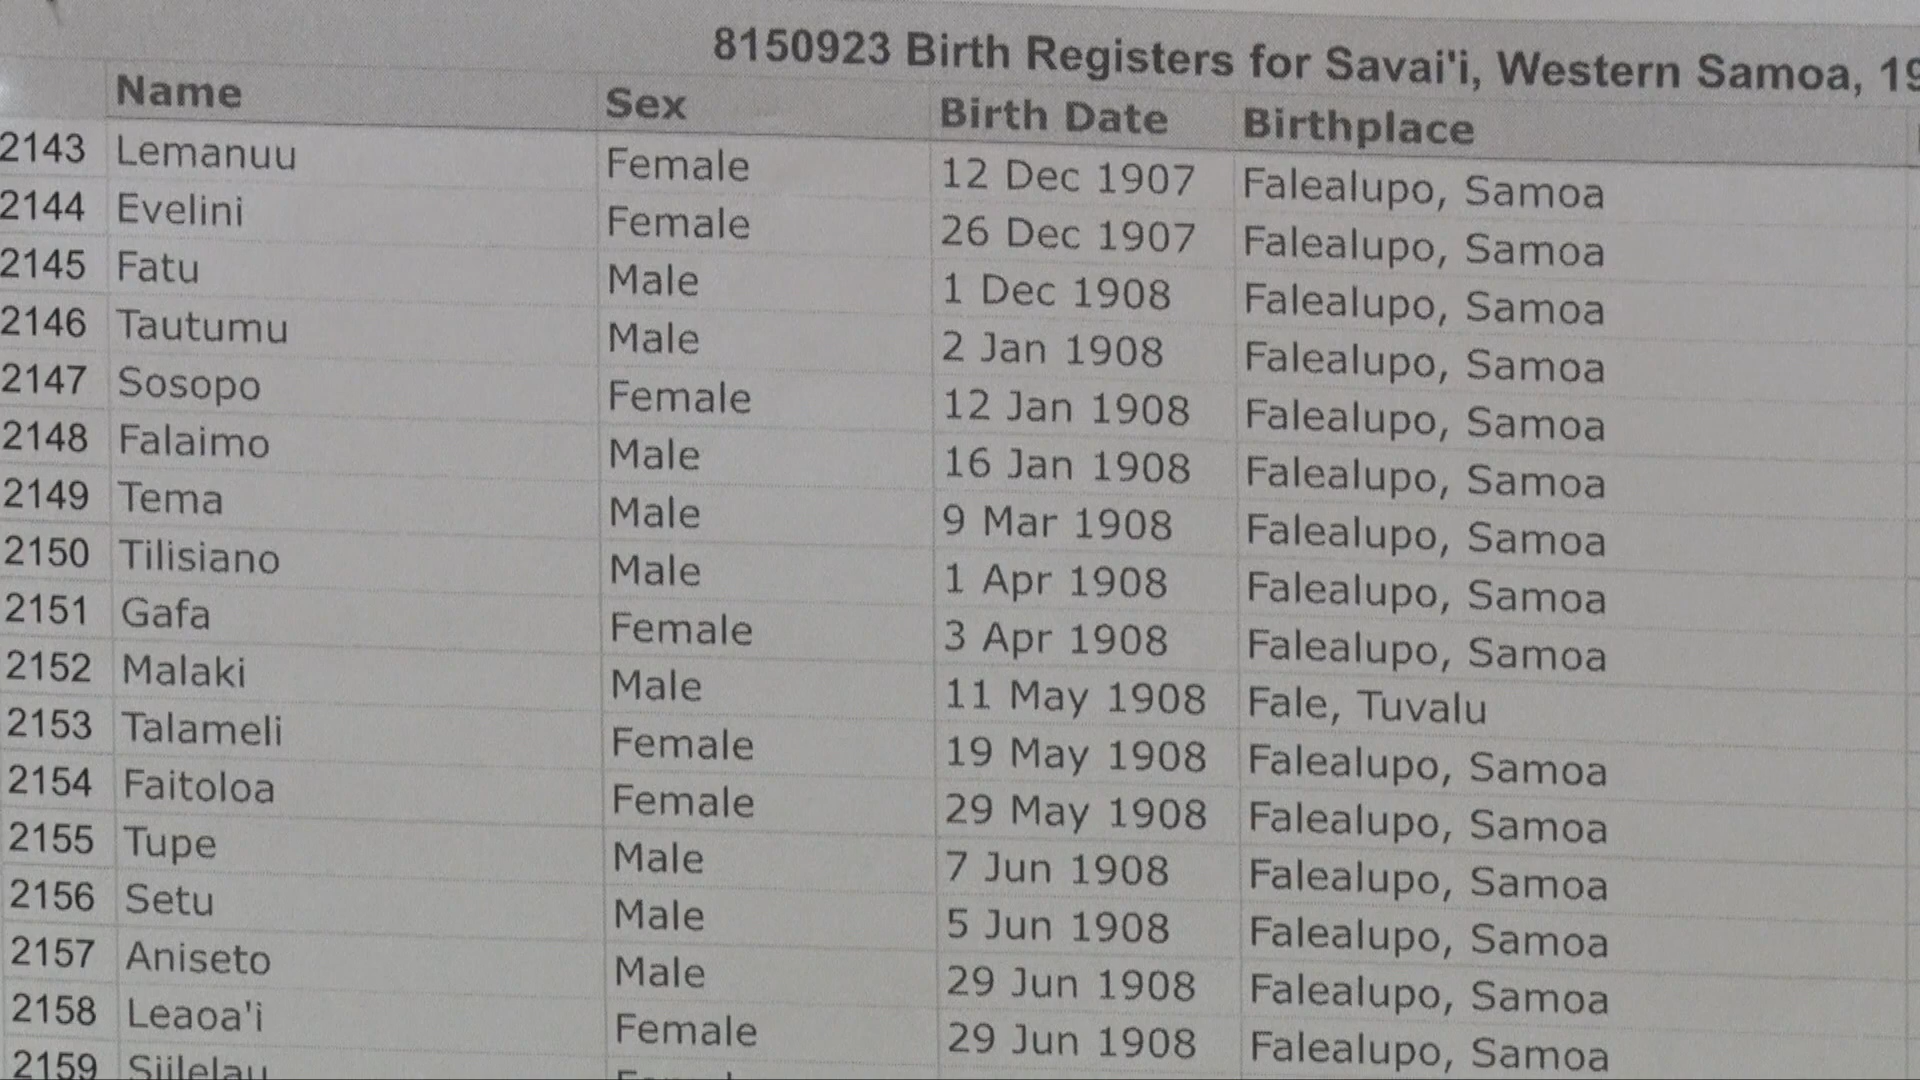 8150923 Birth Registers for Savai'i, Western Samoa, 19
Name Sex Birth Date Birthplace
2143 Lemanuu Female 12 Dec 1907 Falealupo, Samoa
2144 Evelini Female 26 Dec 1907 Falealupo, Samoa
2145 Fatu Male 1 Dec 1908 Falealupo, Samoa
2146 Tautumu Male 2 Jan 1908 Falealupo, Samoa
2147 Sosopo Female 12 Jan 1908 Falealupo, Samoa
2148 Falaimo Male 16 Jan 1908 Falealupo, Samoa
2149 Tema Male 9 Mar 1908 Falealupo, Samoa
2150 Tilisiano Male 1 Apr 1908 Falealupo, Samoa
2151 Gafa Female 3 Apr 1908 Falealupo, Samoa
2152 Malaki Male 11 May 1908 Fale, Tuvalu
2153 Talameli Female 19 May 1908 Falealupo, Samoa
2154 Faitoloa Female 29 May 1908 Falealupo, Samoa
2155 Tupe Male 7 Jun 1908 Falealupo, Samoa
2156 Setu Male 5 Jun 1908 Falealupo, Samoa
2157 Aniseto Male 29 Jun 1908 Falealupo, Samoa
2158 Leaoa'i Female 29 Jun 1908 Falealupo, Samoa
2159